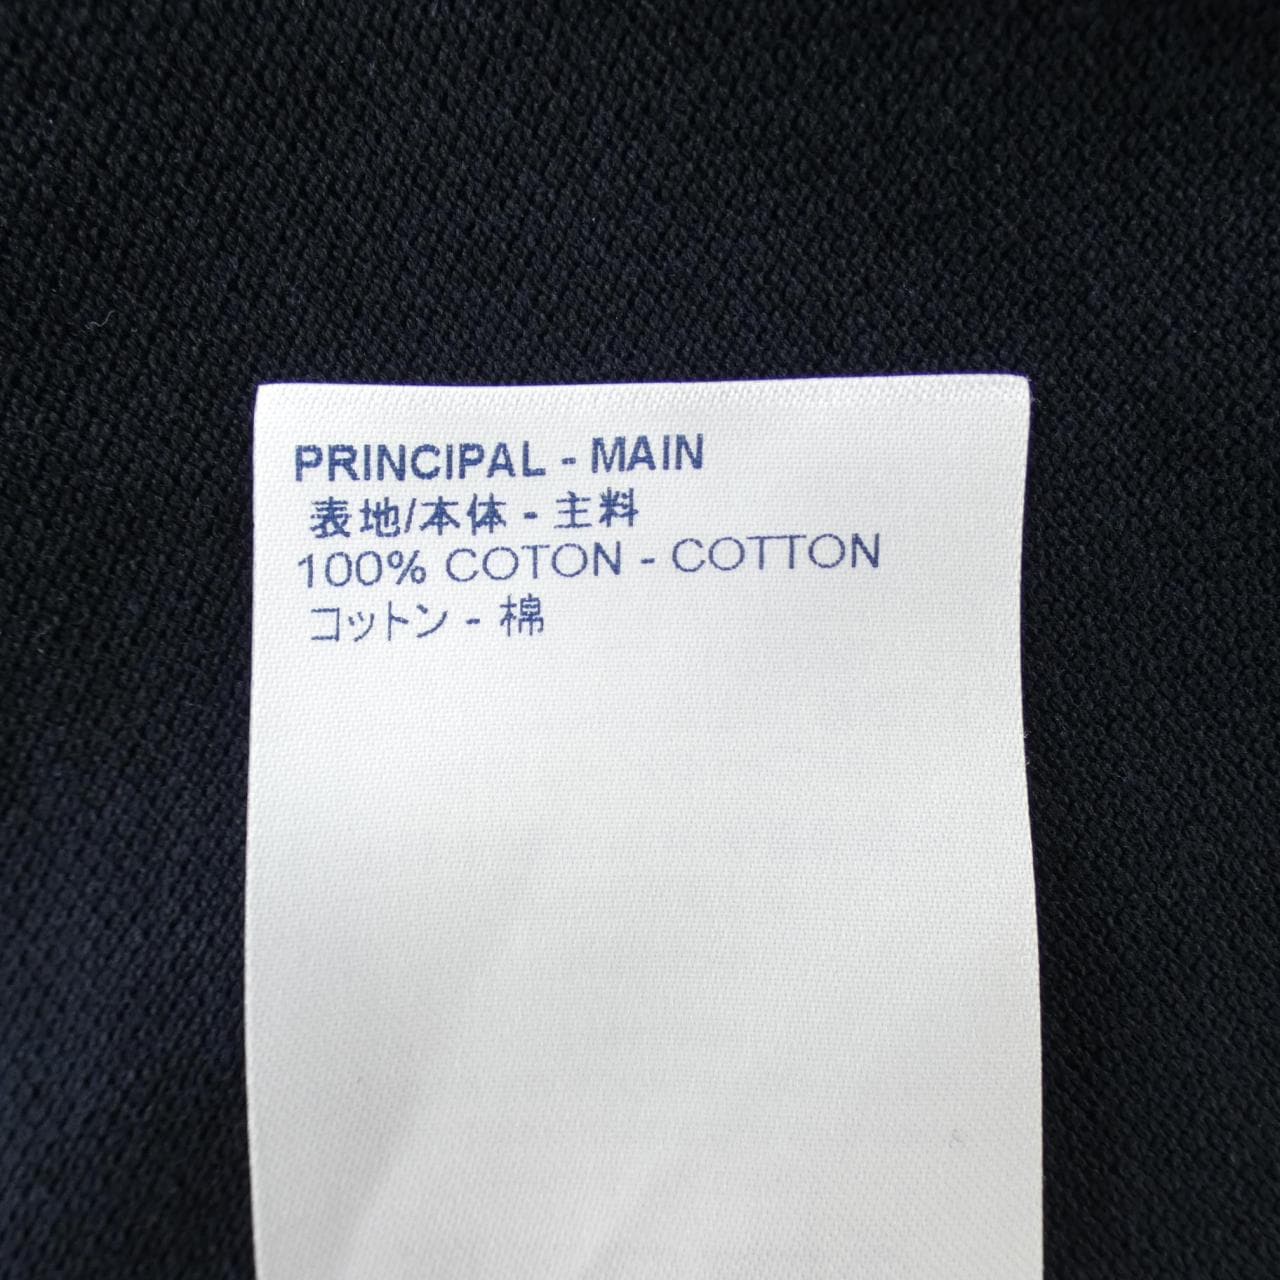 PRINCIPAL - MAIN
表地/本体 - 主料
100% COTON - COTTON
コットン - 棉